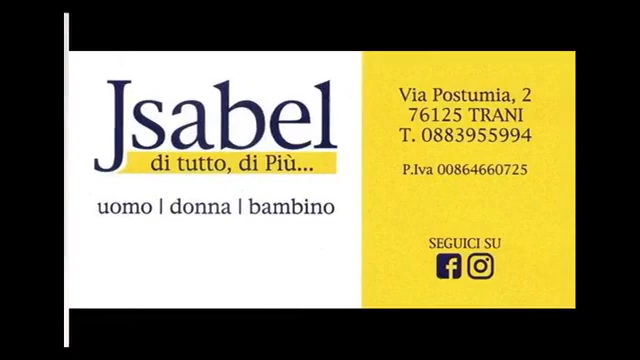 Jsabel
di tutto, di Più...
uomo | donna | bambino
Via Postumia, 2
76125 TRANI
T. 0883955994
P.Iva 00864660725
SEGUICI SU